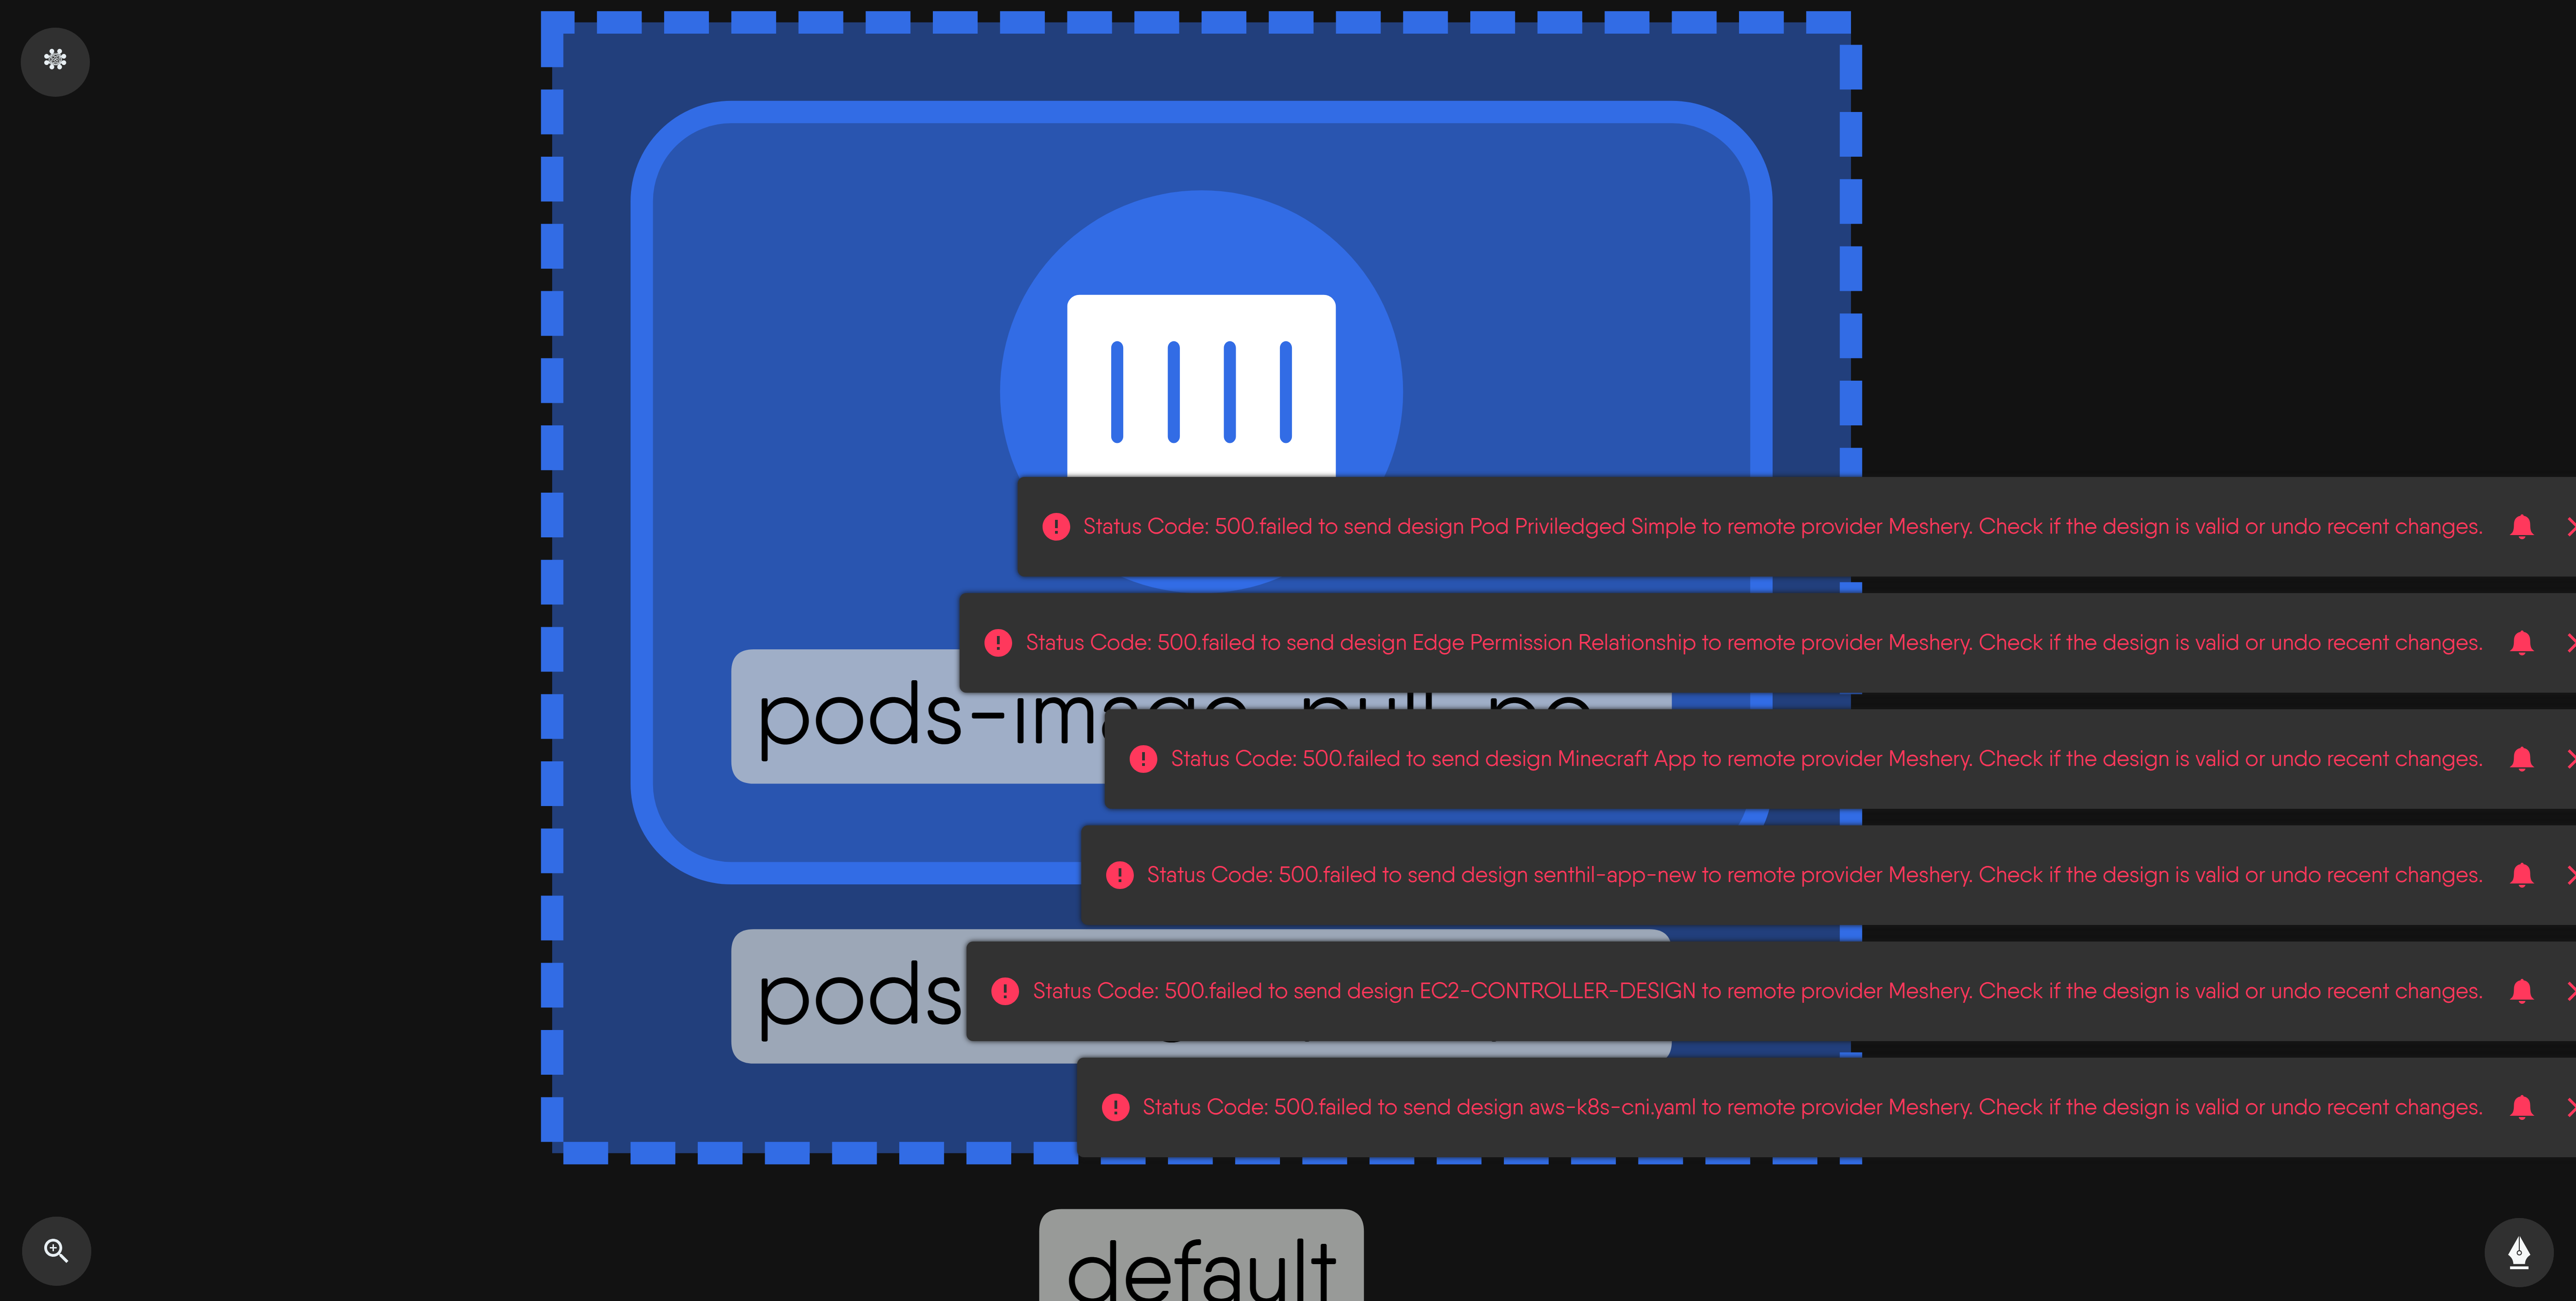 Status Code: 500.failed to send design Pod Priviledged Simple to remote provider Meshery. Check if the design is valid or undo recent changes.
Status Code: 500.failed to send design Edge Permission Relationship to remote provider Meshery. Check if the design is valid or undo recent changes.
pods-image-pull-po
Status Code: 500.failed to send design Minecraft App to remote provider Meshery. Check if the design is valid or undo recent changes.
Status Code: 500.failed to send design senthil-app-new to remote provider Meshery. Check if the design is valid or undo recent changes.
pods
Status Code: 500.failed to send design EC2-CONTROLLER-DESIGN to remote provider Meshery. Check if the design is valid or undo recent changes.
Status Code: 500.failed to send design aws-k8s-cni.yaml to remote provider Meshery. Check if the design is valid or undo recent changes.
default